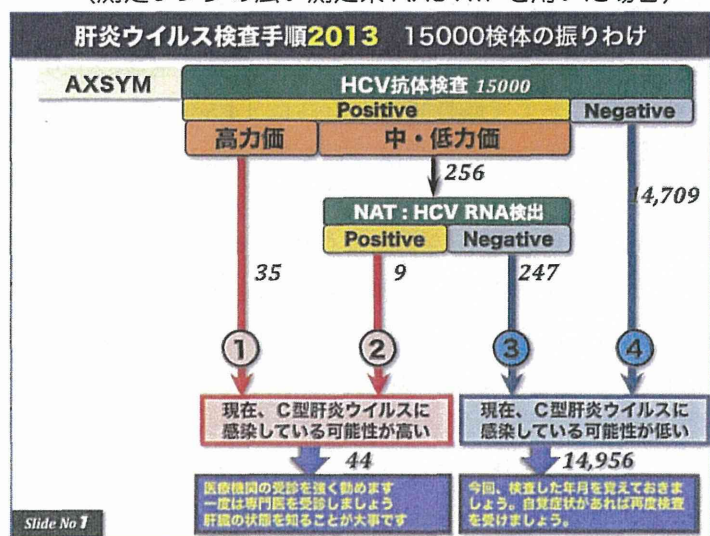 肝炎ウイルス検査手順2013 15000検体の振りわけ
AXSYM
HCV抗体検査 15000
Positive
Negative
高力価
中・低力価
256
14,709
NAT:HCV RNA検出
Positive
Negative
35
9
247
1
2
3
4
現在、C型肝炎ウイルスに
感染している可能性が高い
現在、C型肝炎ウイルスに
感染している可能性が低い
44
14,956
医療機関の受診を強く勧めます
一度は専門医を受診しましょう
肝臓の状態を知ることが大事です
今回、検査した年月を覚えておきま
しょう。自覚症状があれば再度検査
を受けましょう。
Slide No 1